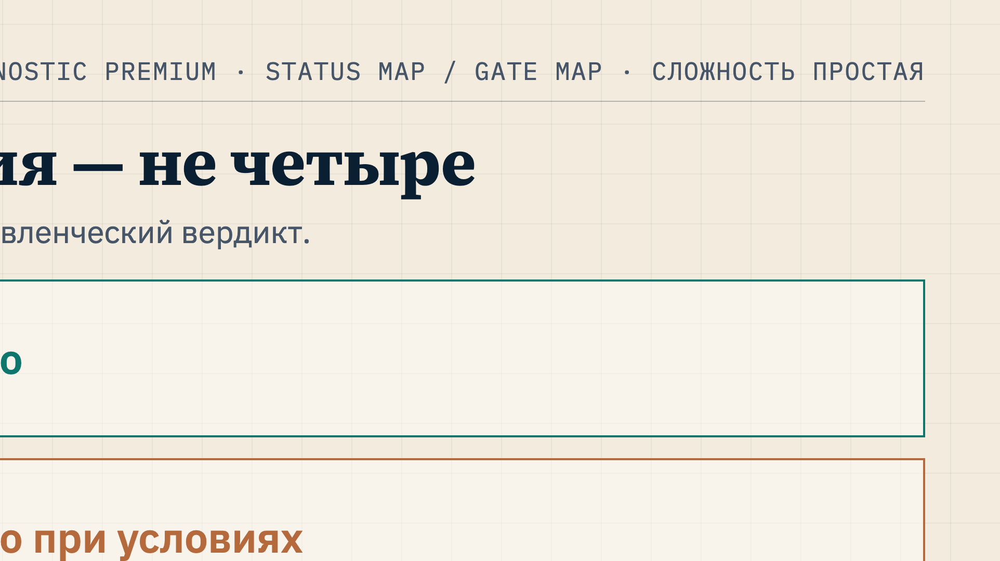 NOSTIC PREMIUM · STATUS MAP / GATE MAP · СЛОЖНОСТЬ ПРОСТАЯ
ия — не четыре
вленческий вердикт.
о
о при условиях